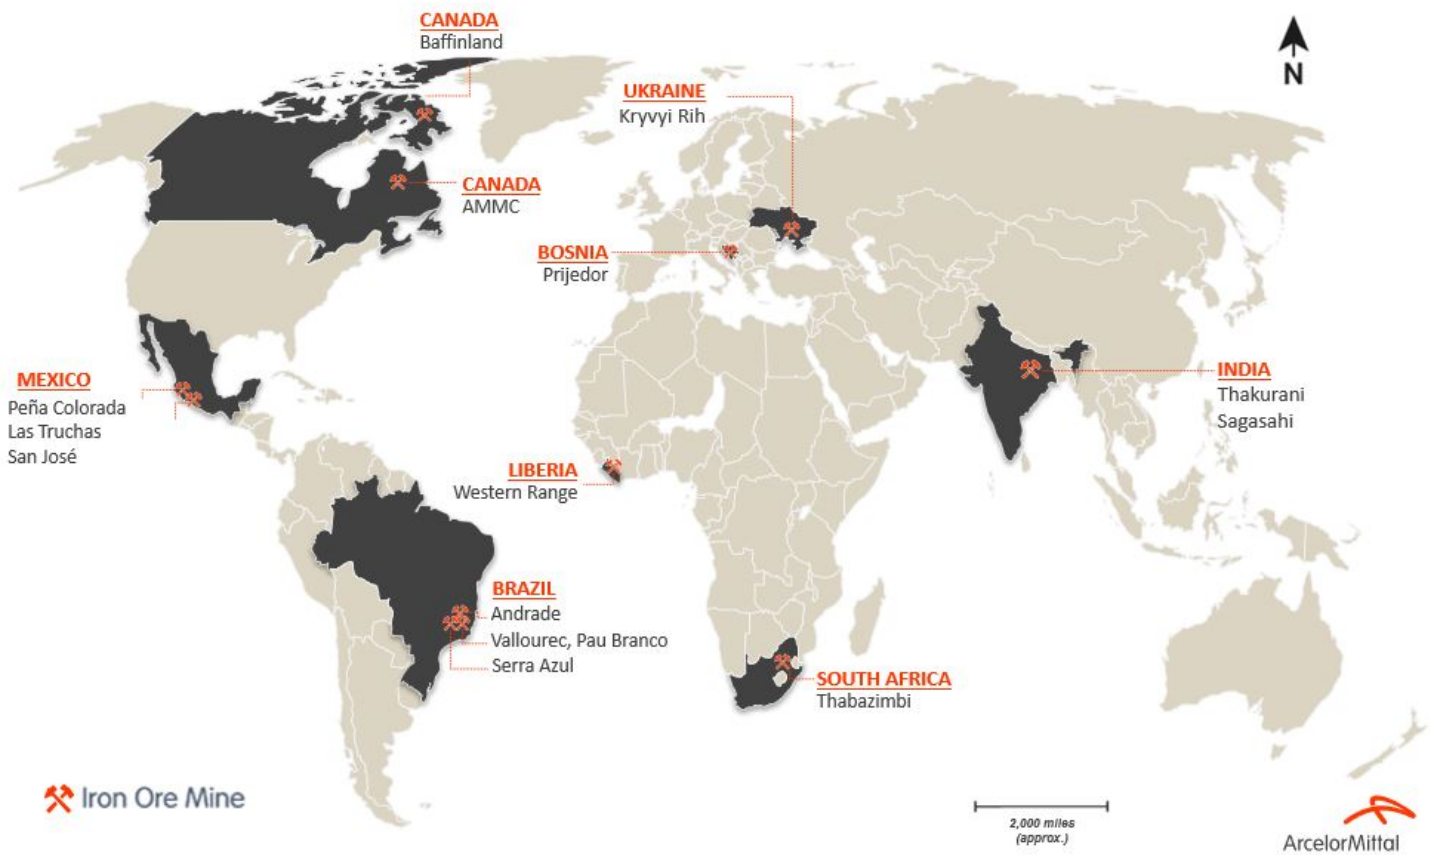 CANADA
Baffinland
N
UKRAINE
Kryvyi Rih
CANADA
AMMC
BOSNIA
Prijedor
MEXICO
Peña Colorada
Las Truchas
San José
INDIA
Thakurani
Sagasahi
LIBERIA
Western Range
BRAZIL
Andrade
Vallourec, Pau Branco
Serra Azul
SOUTH AFRICA
Thabazimbi
Iron Ore Mine
2,000 miles
(approx.)
ArcelorMittal